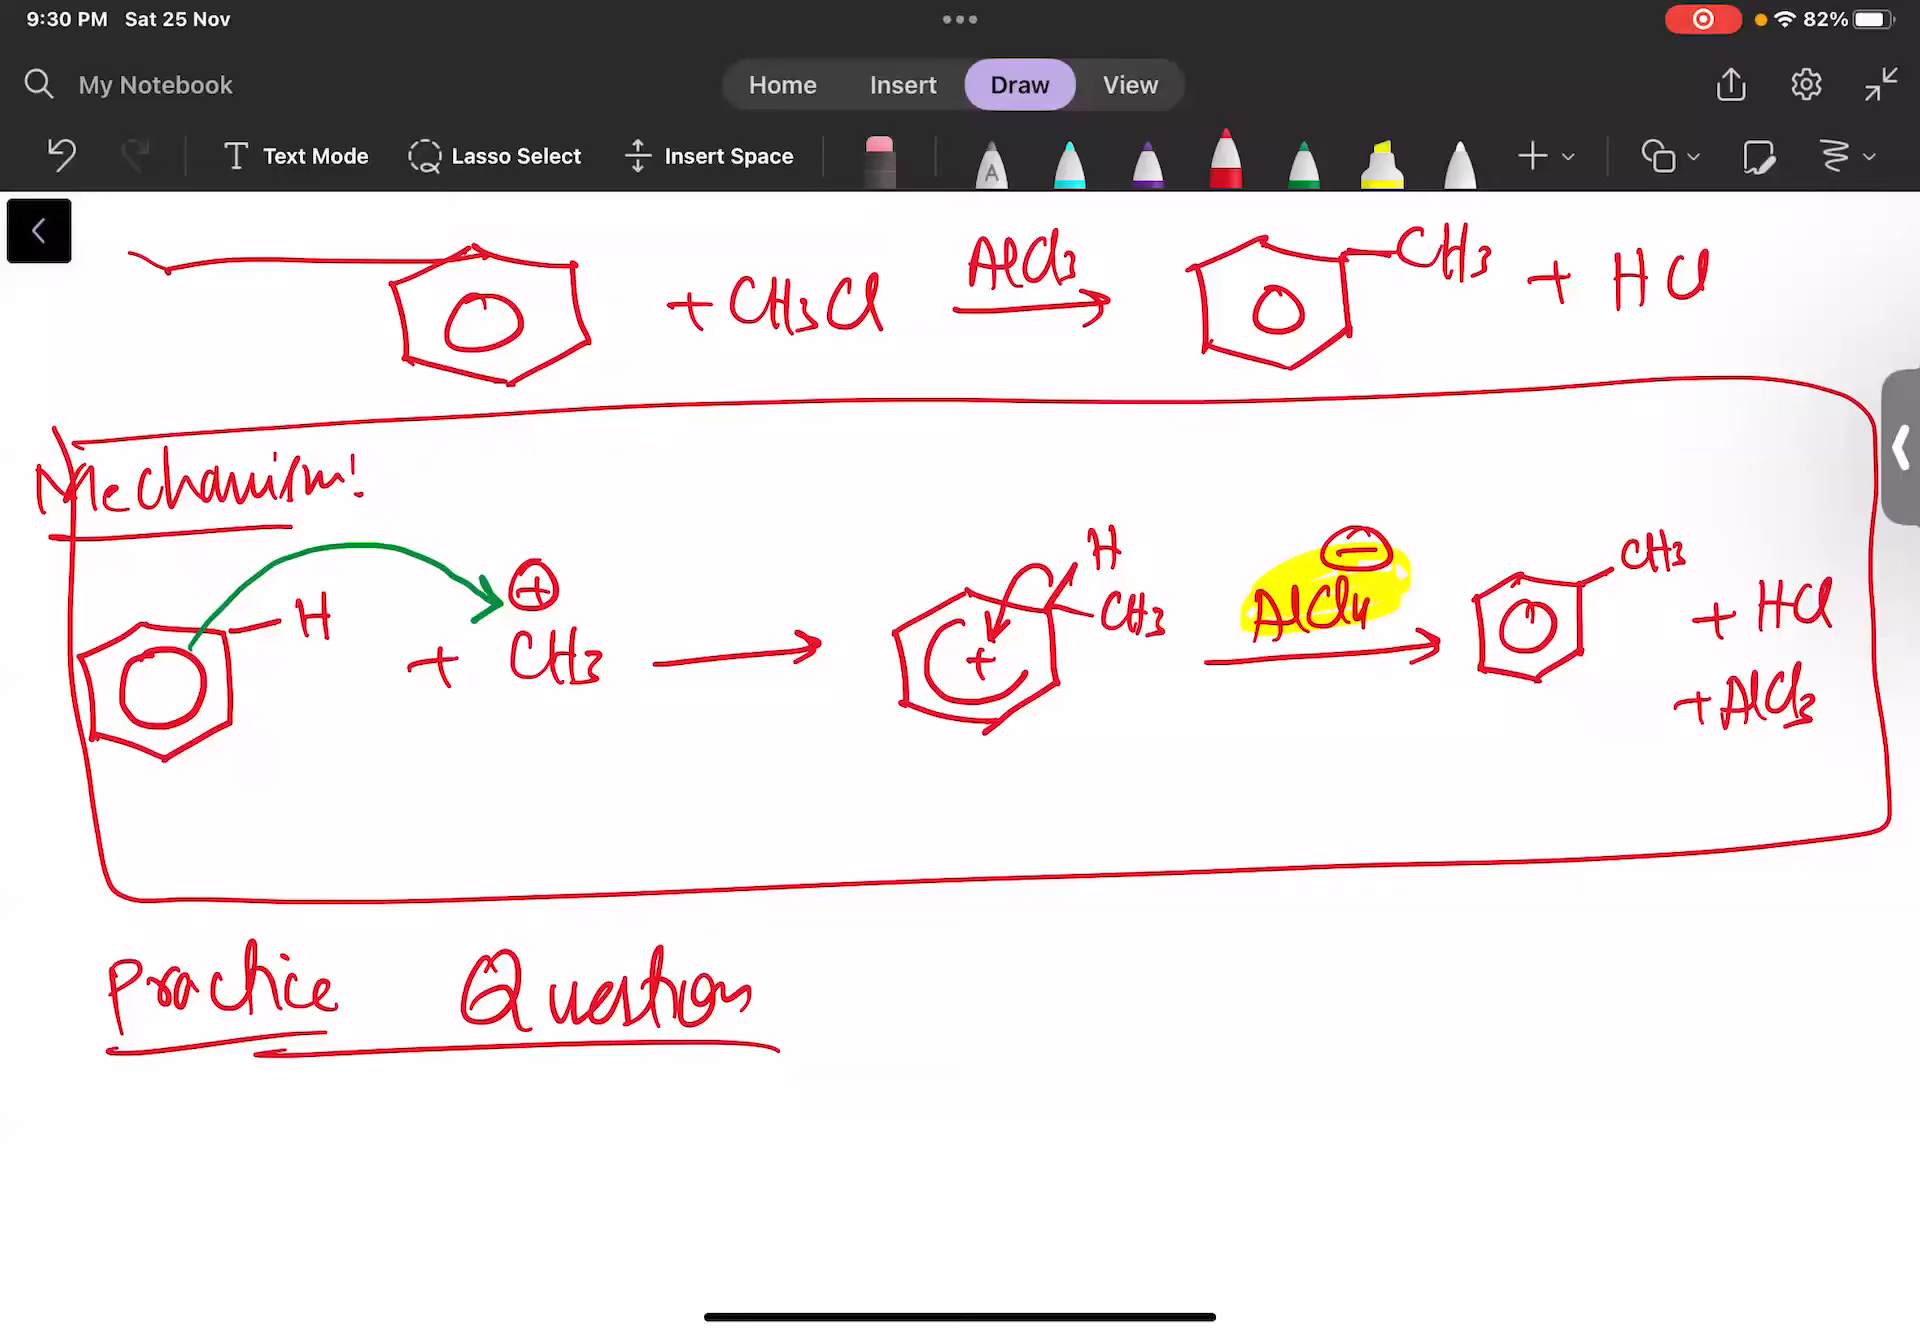 9:30 PM Sat 25 Nov 82%
My Notebook Home Insert Draw View
Text Mode Lasso Select Insert Space A
+ CH3Cl AlCl3 CH3 + HCl
Mechanism!
H + CH3 + H CH3 + AlCl4 - CH3 + HCl
+ AlCl3
Practice Question